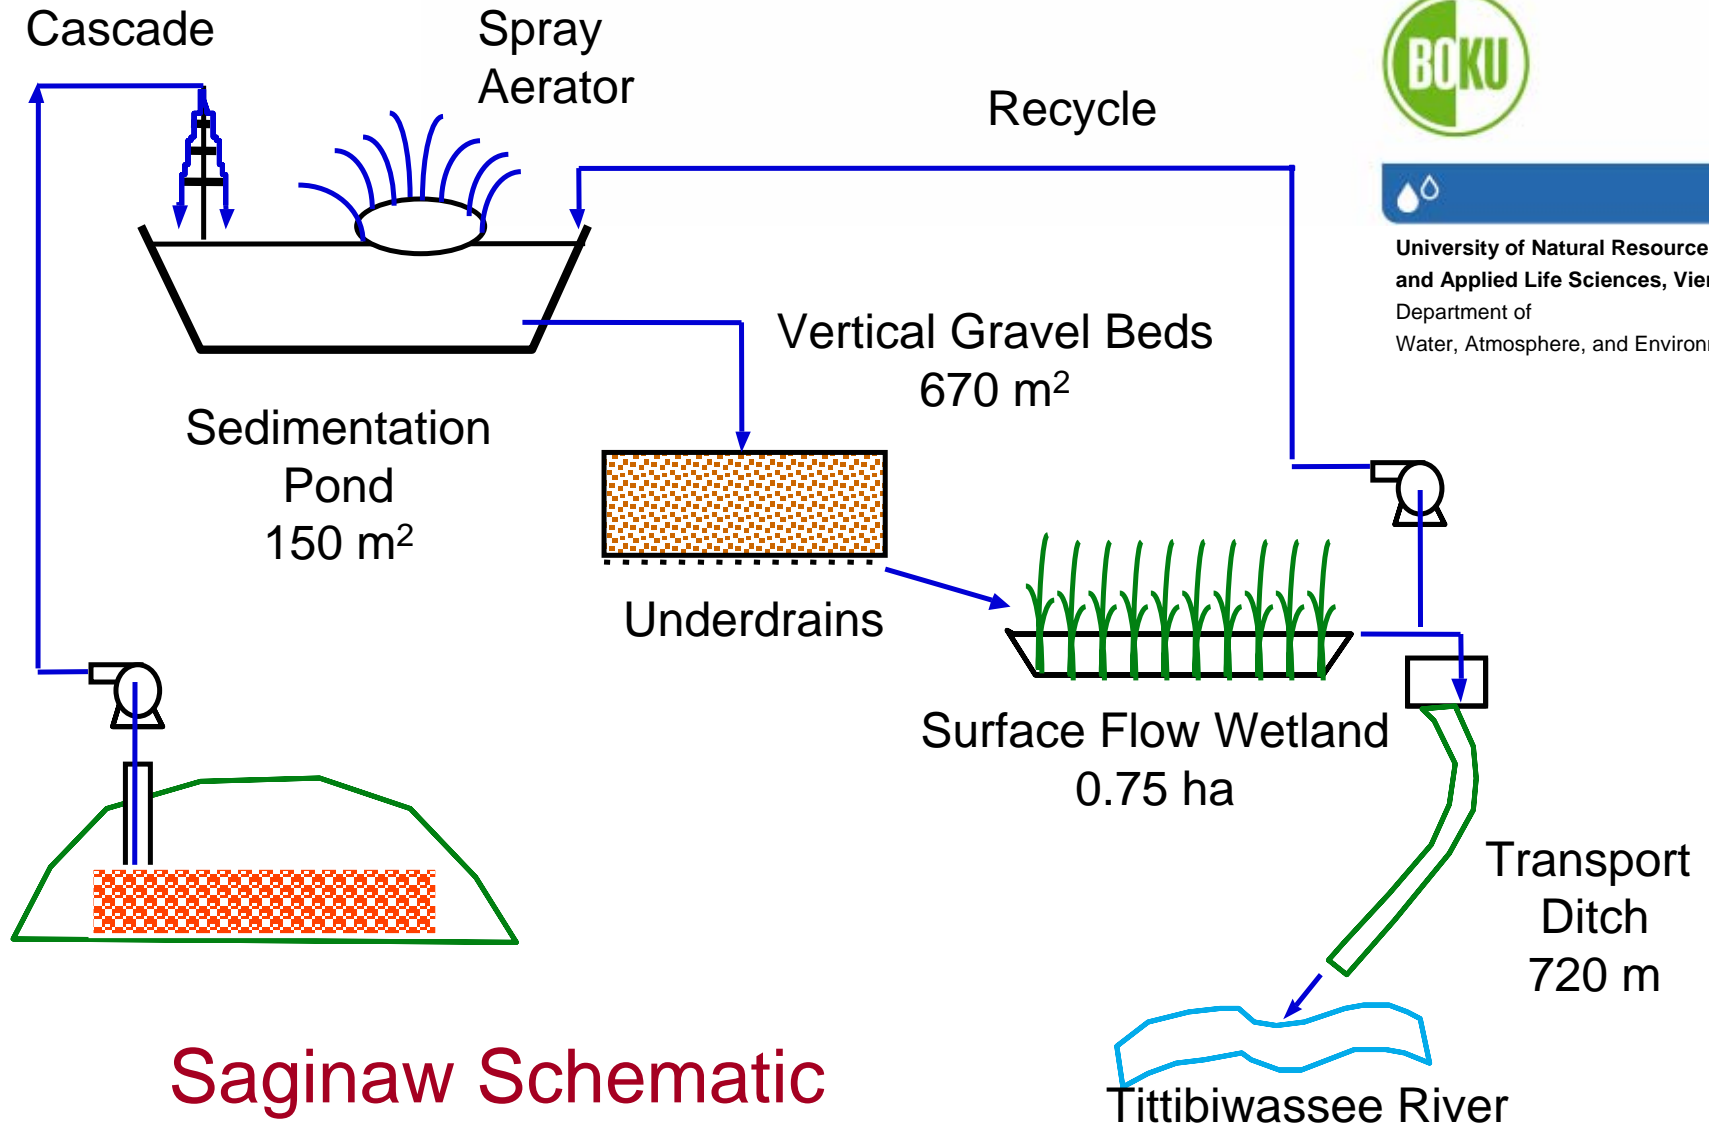 Cascade
Spray
Aerator
Recycle
BOKU
University of Natural Resource
and Applied Life Sciences, Vier
Department of
Water, Atmosphere, and Environ
Vertical Gravel Beds
670 m²
Sedimentation
Pond
150 m²
Underdrains
Surface Flow Wetland
0.75 ha
Transport
Ditch
720 m
Saginaw Schematic
Tittibiwassee River